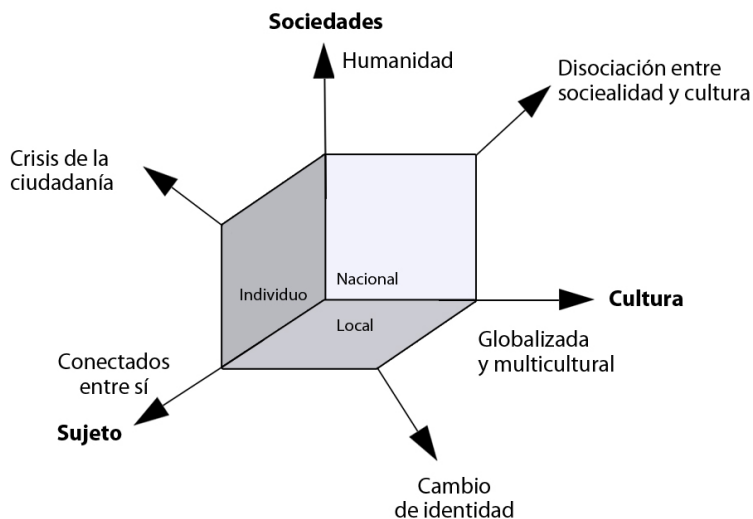 Sociedades
Humanidad
Disociación entre
sociealidad y cultura
Crisis de la
ciudadanía
Individuo
Nacional
Local
Cultura
Globalizada
y multicultural
Conectados
entre sí
Sujeto
Cambio
de identidad